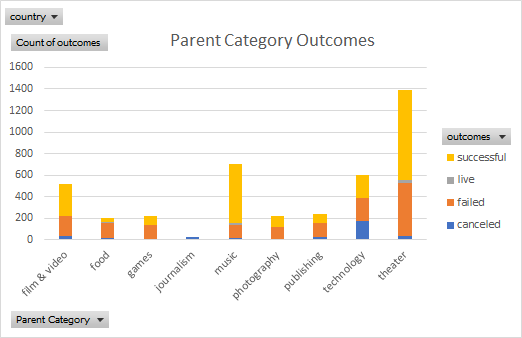 country
Count of outcomes
Parent Category Outcomes
1600
1400
1200
1000
800
600
400
200
0
film & video
food
games
journalism
music
photography
publishing
technology
theater
outcomes
successful
live
failed
canceled
Parent Category